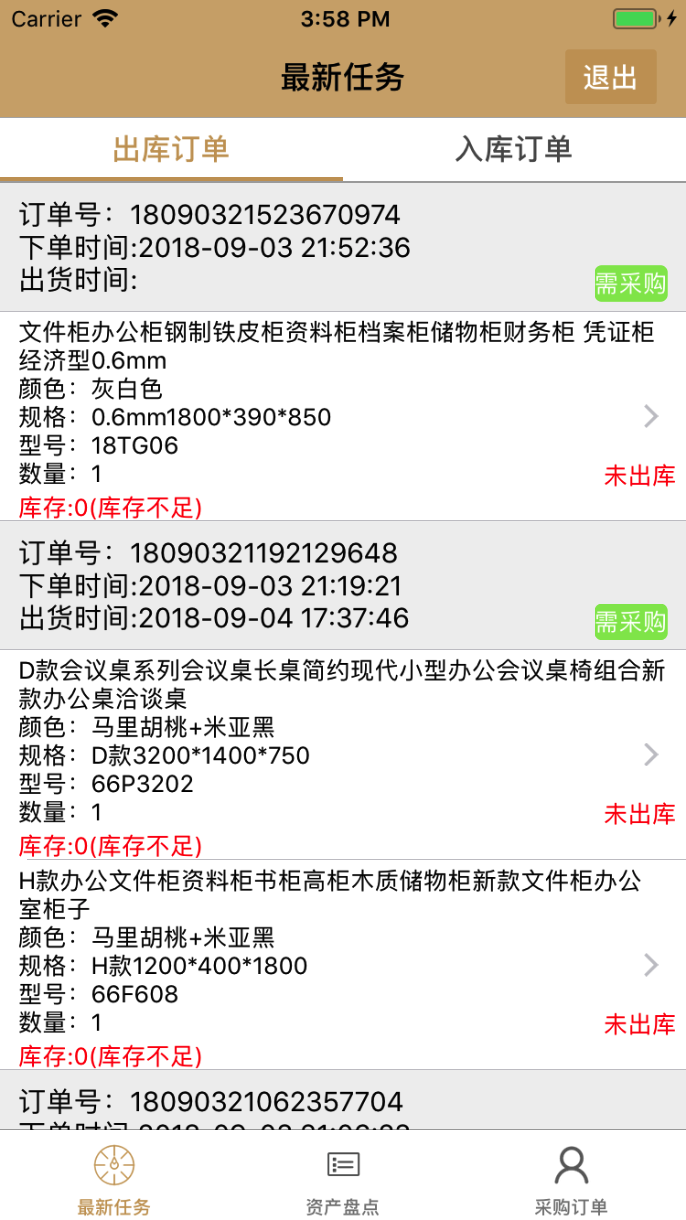 Carrier 3:58 PM
最新任务 退出
出库订单 入库订单
订单号：18090321523670974
下单时间:2018-09-03 21:52:36
出货时间:
需采购
文件柜办公柜钢制铁皮柜资料柜档案柜储物柜财务柜 凭证柜
经济型0.6mm
颜色：灰白色
规格：0.6mm1800*390*850
型号：18TG06
数量：1
未出库
库存:0(库存不足)
订单号：18090321192129648
下单时间:2018-09-03 21:19:21
出货时间:2018-09-04 17:37:46
需采购
D款会议桌系列会议桌长桌简约现代小型办公会议桌椅组合新
款办公桌洽谈桌
颜色：马里胡桃+米亚黑
规格：D款3200*1400*750
型号：66P3202
数量：1
未出库
库存:0(库存不足)
H款办公文件柜资料柜书柜高柜木质储物柜新款文件柜办公
室柜子
颜色：马里胡桃+米亚黑
规格：H款1200*400*1800
型号：66F608
数量：1
未出库
库存:0(库存不足)
订单号：18090321062357704
最新任务 资产盘点 采购订单